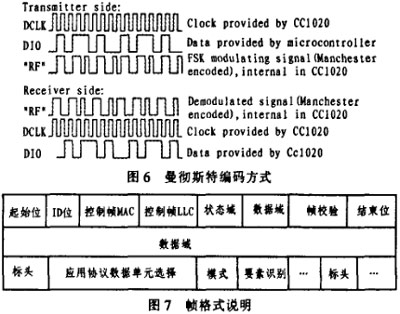 Transmitter side:
DCLK Clock provided by CC1020
DIO Data provided by microcontroller
"RF" FSK modulating signal(Manchester
encoded), internal in CC1020
Receiver side:
"RF" Demodulated signal(Manchester
encoded), internal in CC1020
DCLK Clock provided by CC1020
DIO Data provided by Cc1020
图 6 曼彻斯特编码方式
起始位 ID位 控制帧MAC 控制帧LLC 状态域 数据域 帧校验 结束位
数据域
标头 应用协议数据单元选择 模式 要素识别 … 标头 …
图 7 帧格式说明